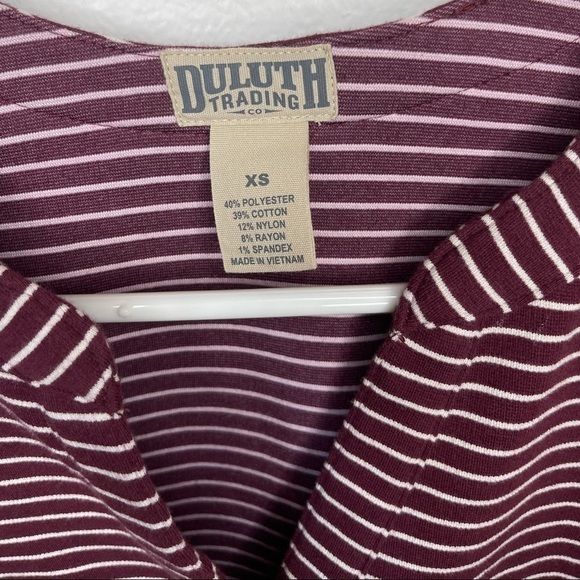 DULUTH
TRADING
CO
XS
40% POLYESTER
39% COTTON
12% NYLON
8% RAYON
1% SPANDEX
MADE IN VIETNAM